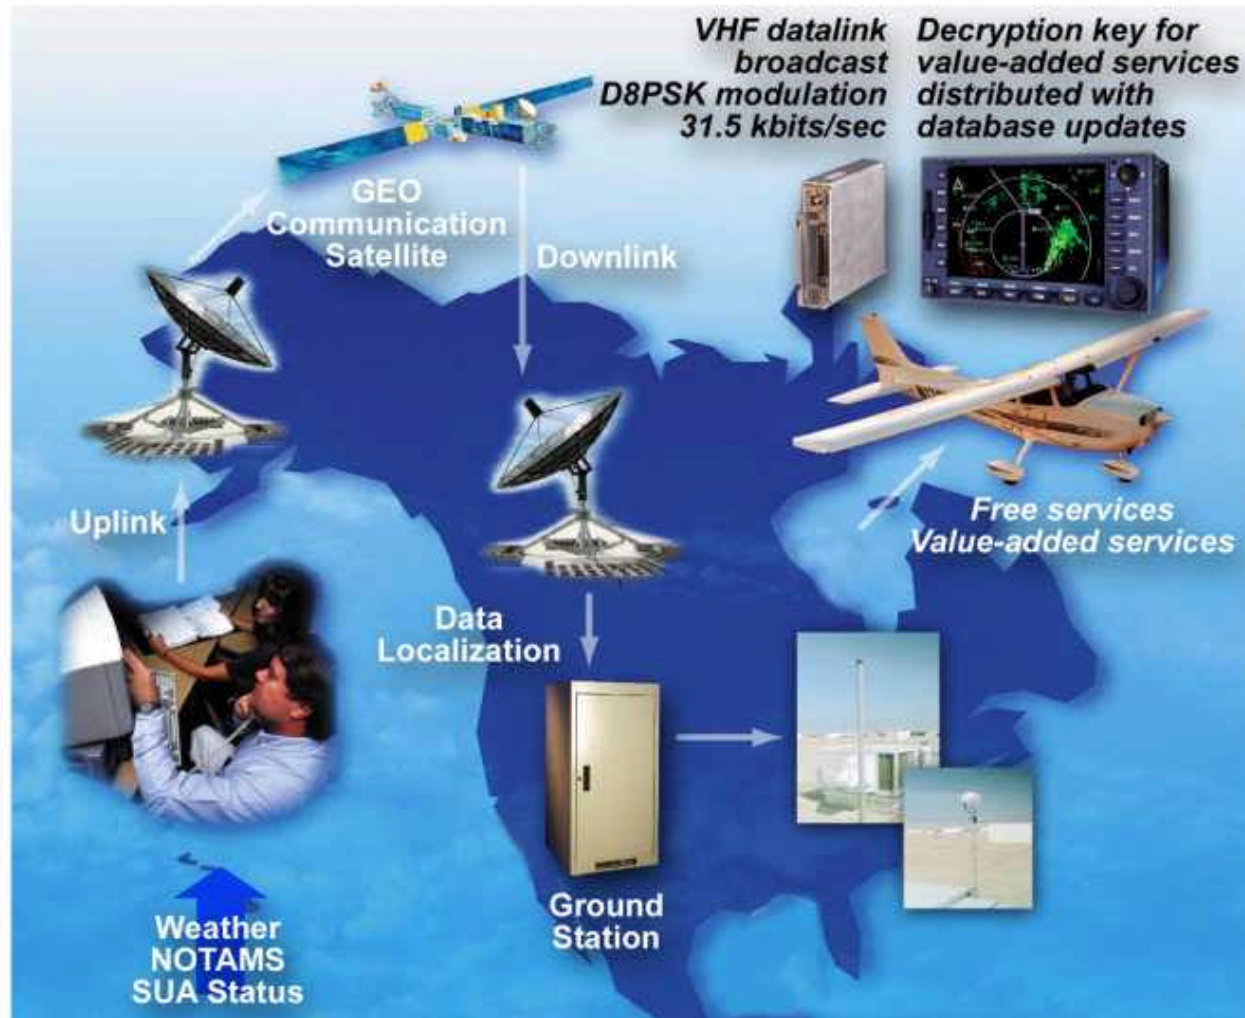 VHF datalink
broadcast
D8PSK modulation
31.5 kbits/sec
Decryption key for
value-added services
distributed with
database updates
GEO
Communication
Satellite
Downlink
Uplink
Free services
Value-added services
Data
Localization
Ground
Station
Weather
NOTAMS
SUA Status